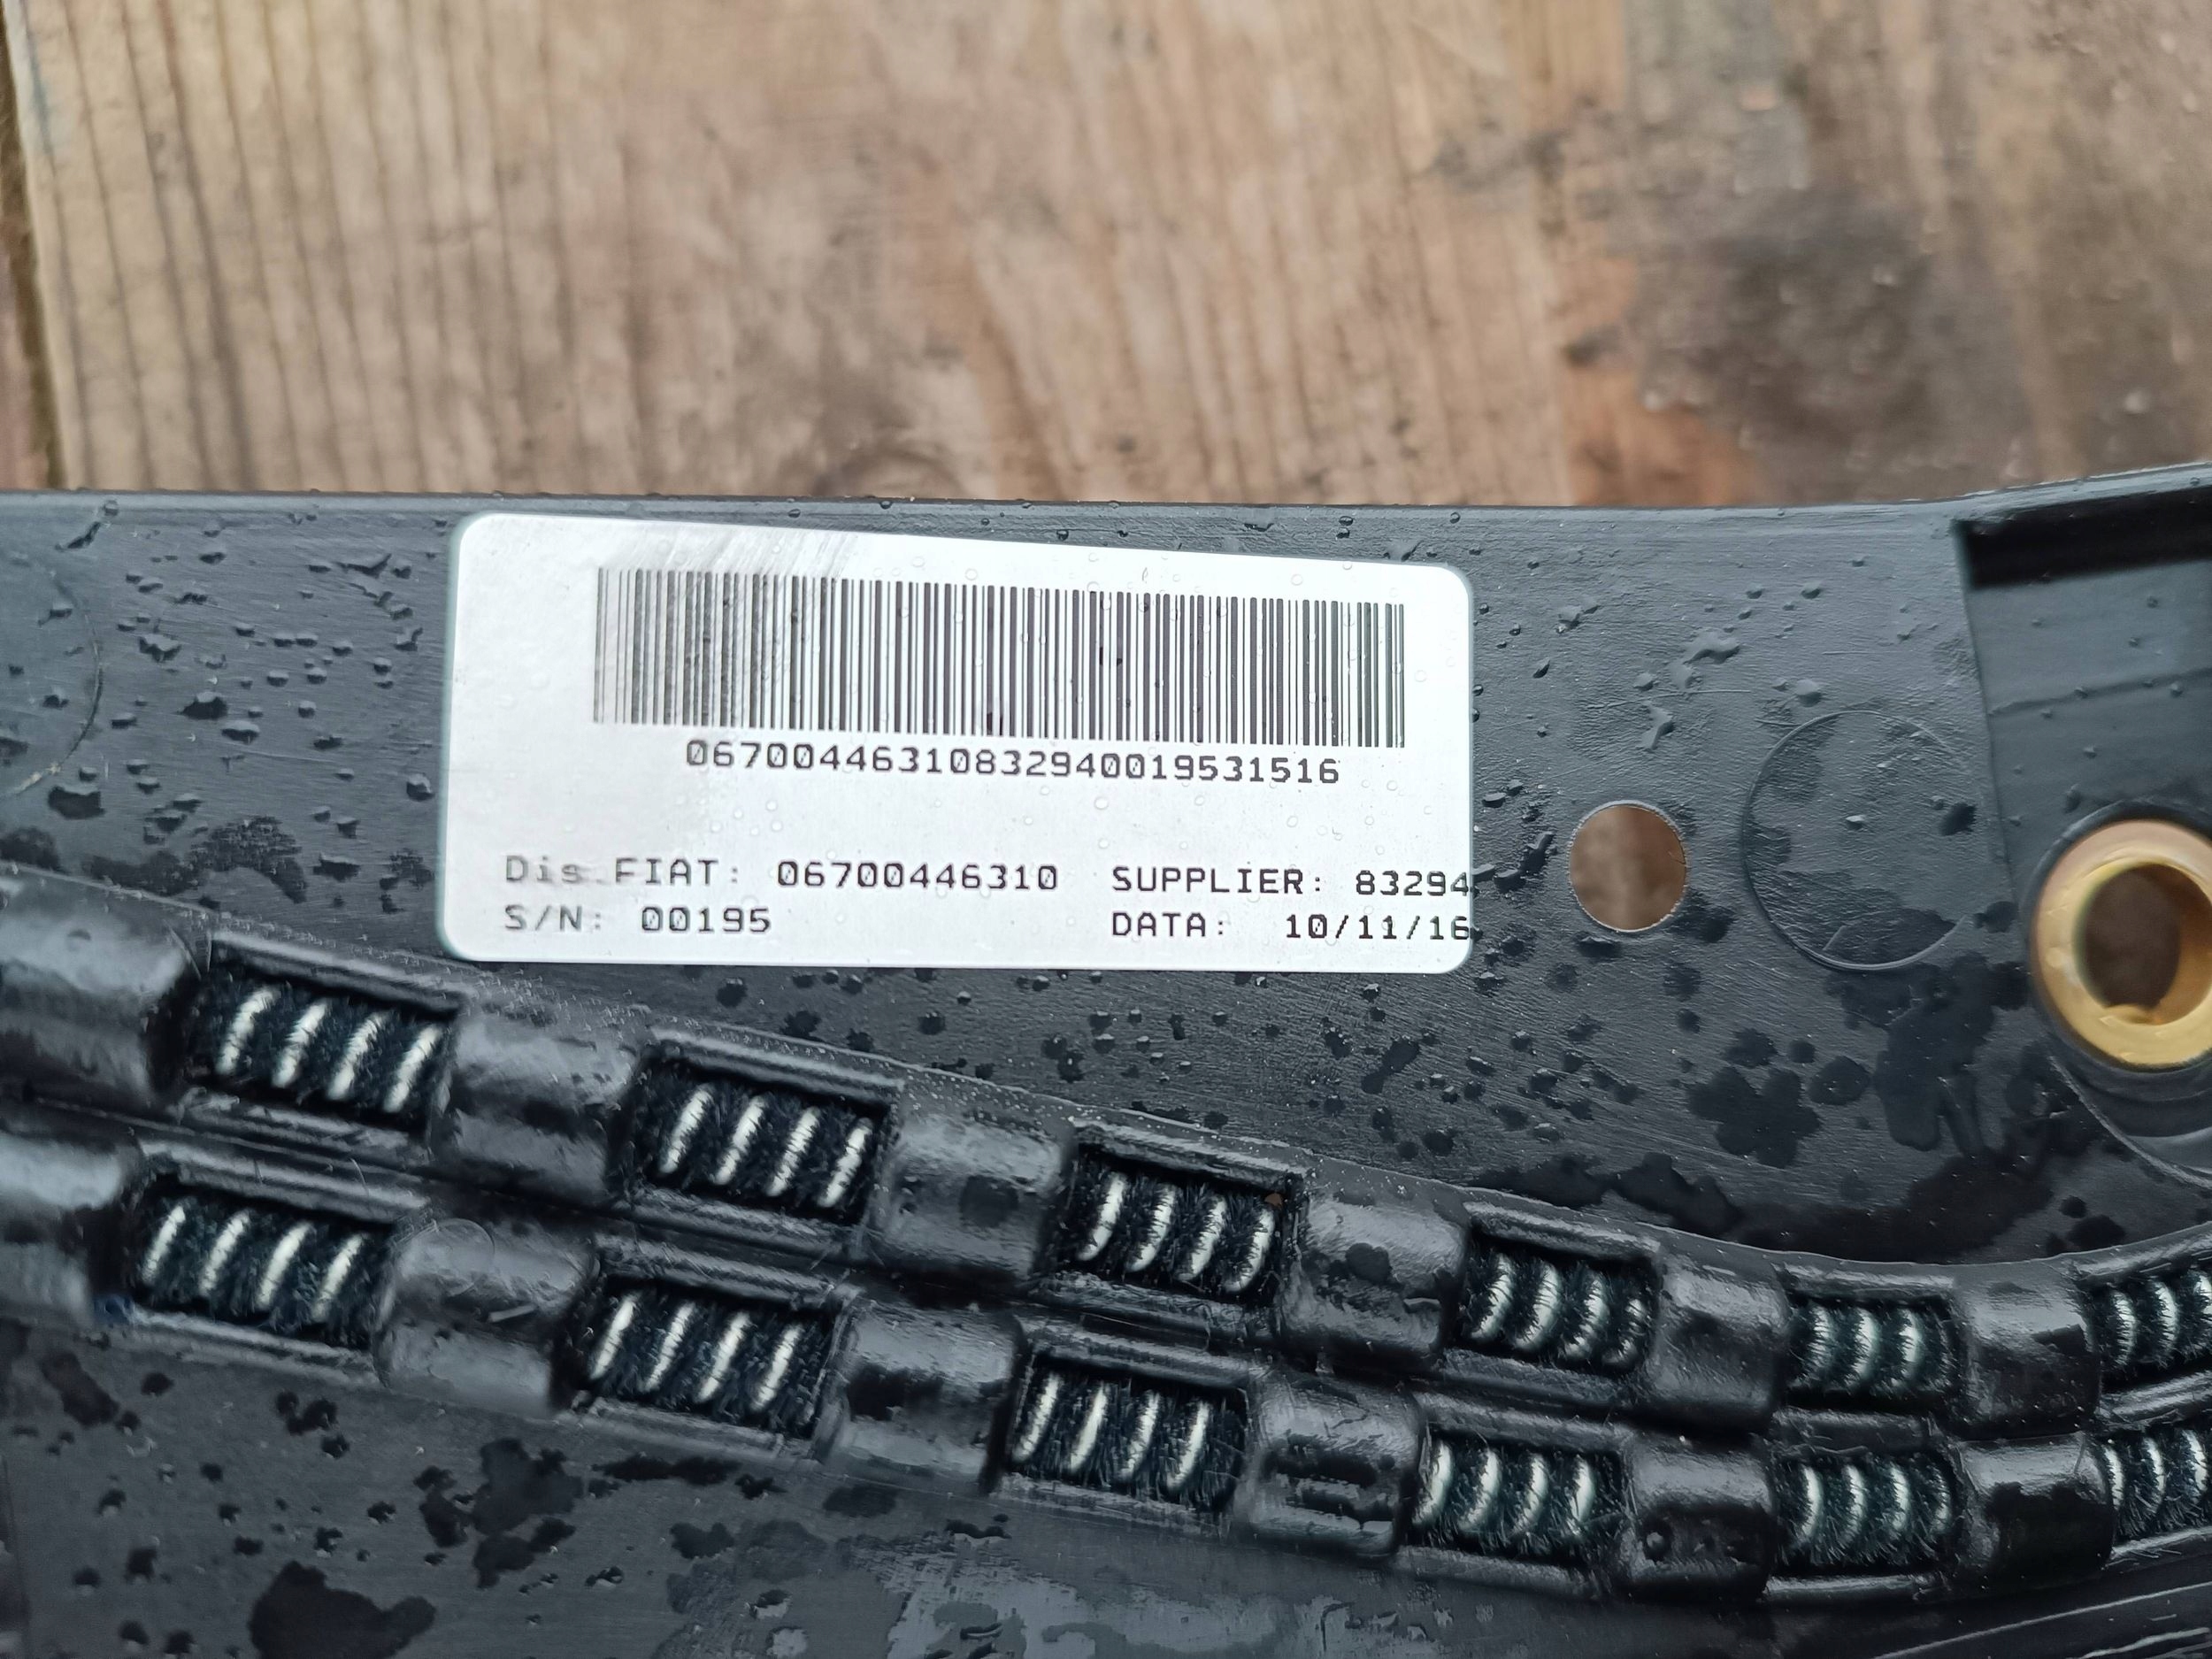 06700446310832940019531516
Dis.FIAT: 06700446310 SUPPLIER: 83294
S/N: 00195 DATA: 10/11/16